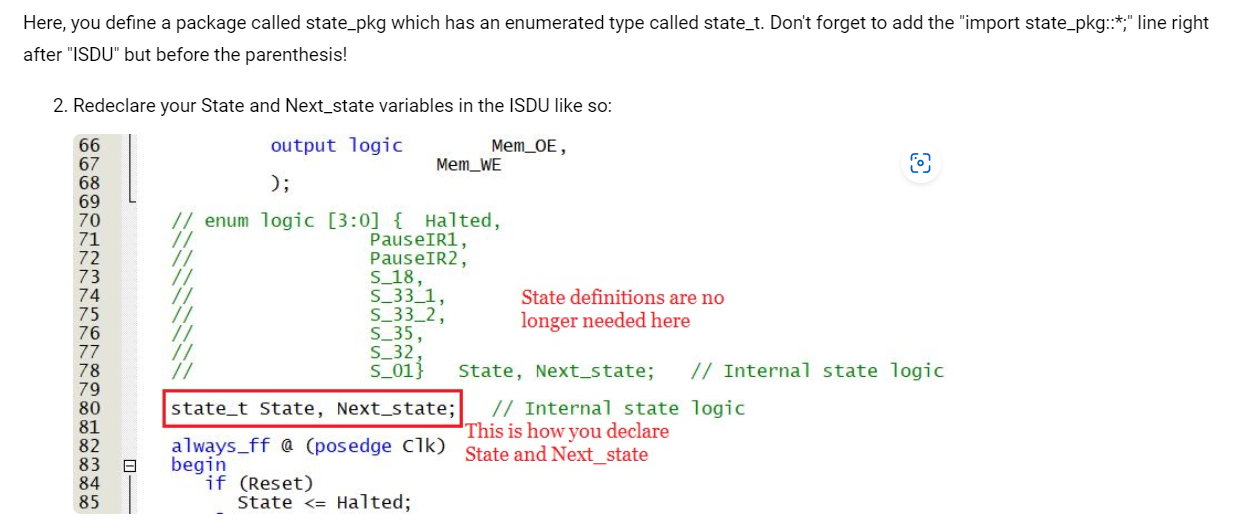 Here, you define a package called state_pkg which has an enumerated type called state_t. Don't forget to add the "import state_pkg::*;" line right
after "ISDU" but before the parenthesis!
2. Redeclare your State and Next_state variables in the ISDU like so:
66 output logic Mem_OE,
67 Mem_WE
68 );
69
70 // enum logic [3:0] { Halted,
71 // PauseIR1,
72 // PauseIR2,
73 // S_18,
74 // S_33_1, State definitions are no
75 // S_33_2, longer needed here
76 // S_35,
77 // S_32,
78 // S_01} State, Next_state; // Internal state logic
79
80 state_t State, Next_state; // Internal state logic
81 This is how you declare
82 always_ff @ (posedge Clk) State and Next_state
83 begin
84 if (Reset)
85 State <= Halted;